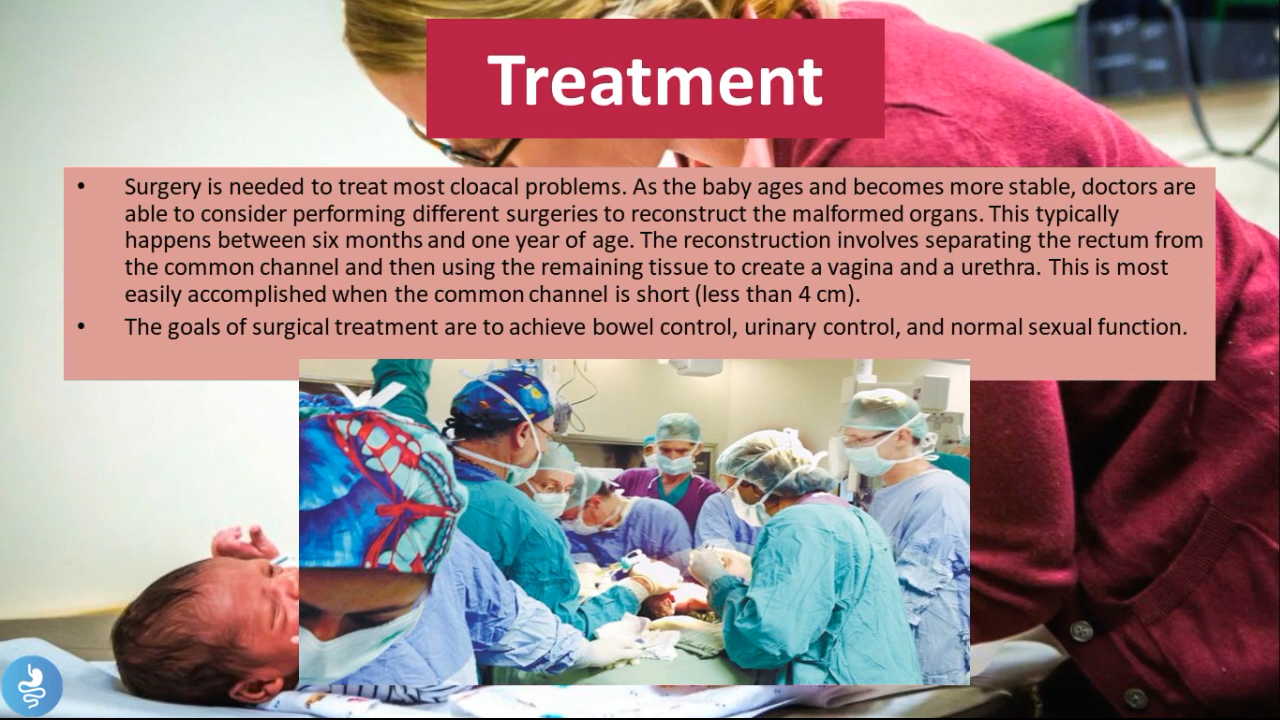 Treatment
• Surgery is needed to treat most cloacal problems. As the baby ages and becomes more stable, doctors are
able to consider performing different surgeries to reconstruct the malformed organs. This typically
happens between six months and one year of age. The reconstruction involves separating the rectum from
the common channel and then using the remaining tissue to create a vagina and a urethra. This is most
easily accomplished when the common channel is short (less than 4 cm).
• The goals of surgical treatment are to achieve bowel control, urinary control, and normal sexual function.